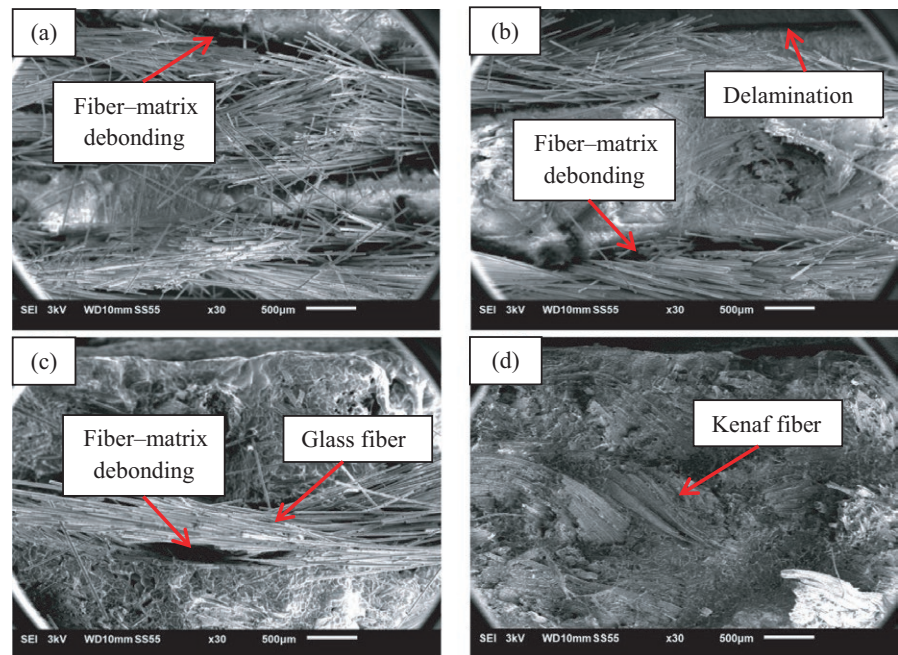 (a)
Fiber–matrix
debonding
SEI 3kV WD10mm SS55 x30 500μm
(b)
Delamination
Fiber–matrix
debonding
SEI 3kV WD10mm SS55 x30 500μm
(c)
Fiber–matrix
debonding
Glass fiber
SEI 3kV WD10mm SS55 x30 500μm
(d)
Kenaf fiber
SEI 3kV WD10mm SS55 x30 500μm